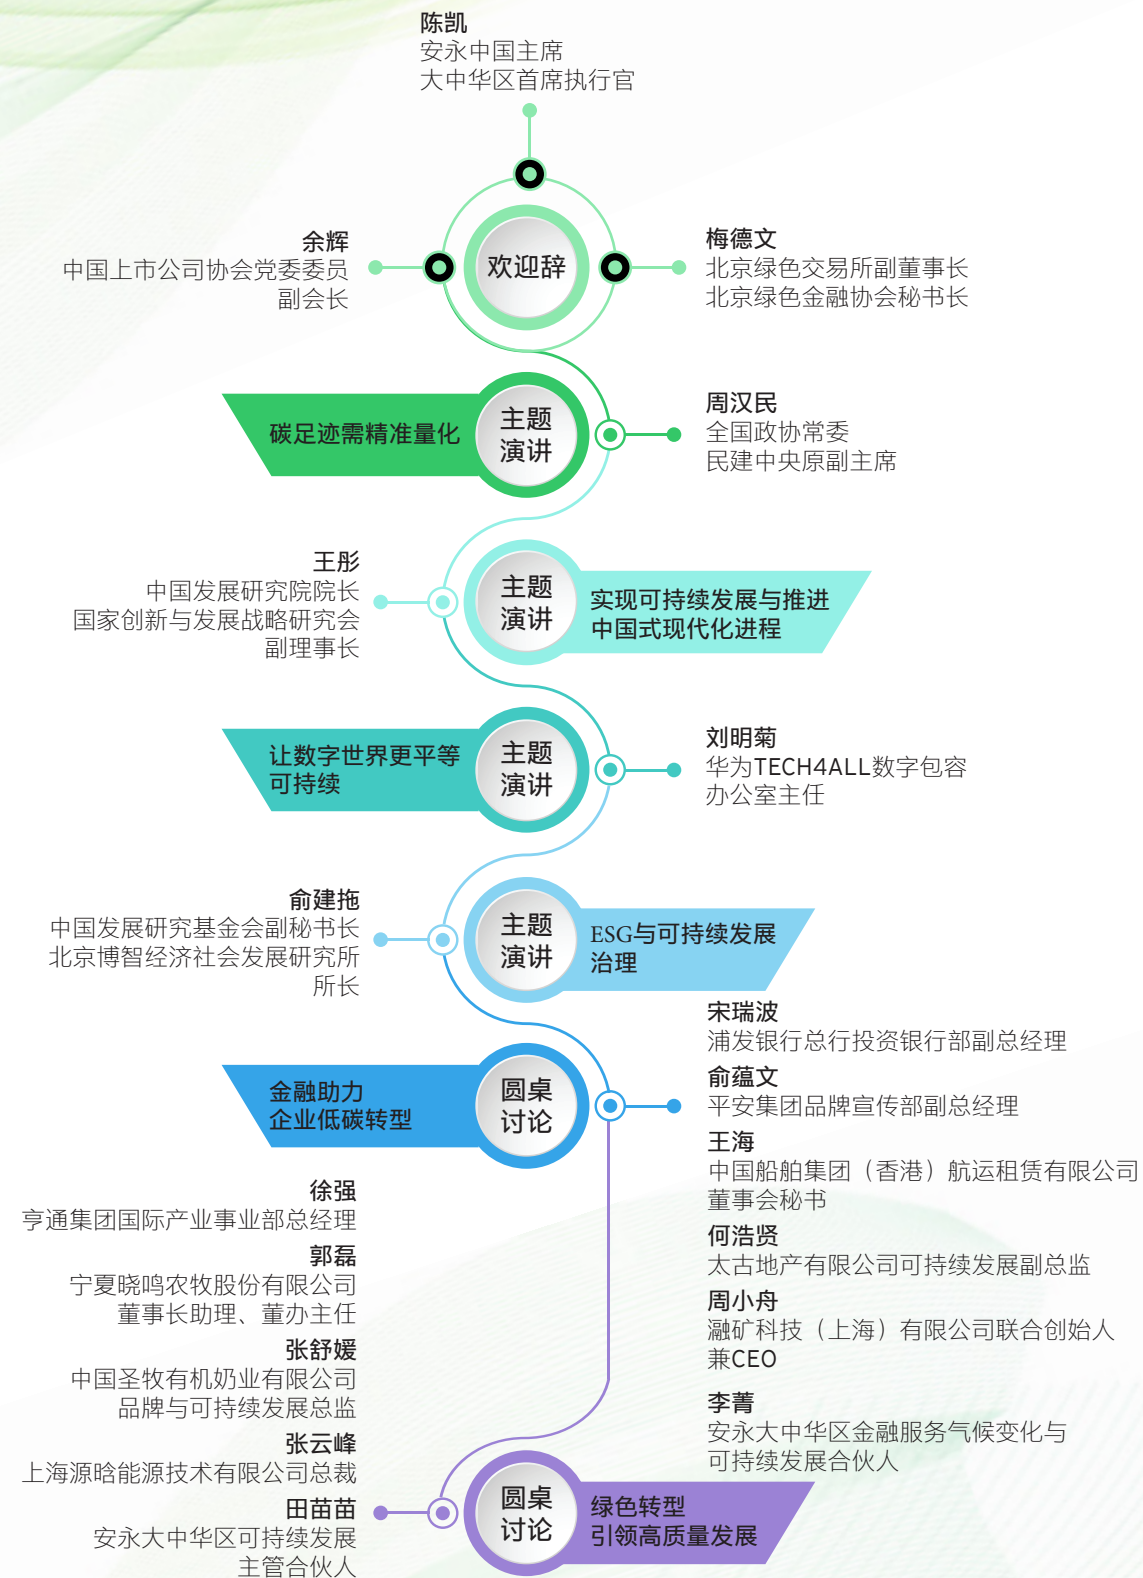 陈凯
安永中国主席
大中华区首席执行官
欢迎辞
余辉
中国上市公司协会党委委员
副会长
梅德文
北京绿色交易所副董事长
北京绿色金融协会秘书长
碳足迹需精准量化
主题
演讲
周汉民
全国政协常委
民建中央原副主席
王彤
中国发展研究院院长
国家创新与发展战略研究会
副理事长
主题
演讲
实现可持续发展与推进
中国式现代化进程
让数字世界更平等
可持续
主题
演讲
刘明菊
华为TECH4ALL数字包容
办公室主任
俞建拖
中国发展研究基金会副秘书长
北京博智经济社会发展研究所
所长
主题
演讲
ESG与可持续发展
治理
金融助力
企业低碳转型
圆桌
讨论
宋瑞波
浦发银行总行投资银行部副总经理
俞蕴文
平安集团品牌宣传部副总经理
王海
中国船舶集团（香港）航运租赁有限公司
董事会秘书
何浩贤
太古地产有限公司可持续发展副总监
周小舟
瀜矿科技（上海）有限公司联合创始人
兼CEO
李菁
安永大中华区金融服务气候变化与
可持续发展合伙人
徐强
亨通集团国际产业事业部总经理
郭磊
宁夏晓鸣农牧股份有限公司
董事长助理、董办主任
张舒媛
中国圣牧有机奶业有限公司
品牌与可持续发展总监
张云峰
上海源晗能源技术有限公司总裁
田苗苗
安永大中华区可持续发展
主管合伙人
圆桌
讨论
绿色转型
引领高质量发展